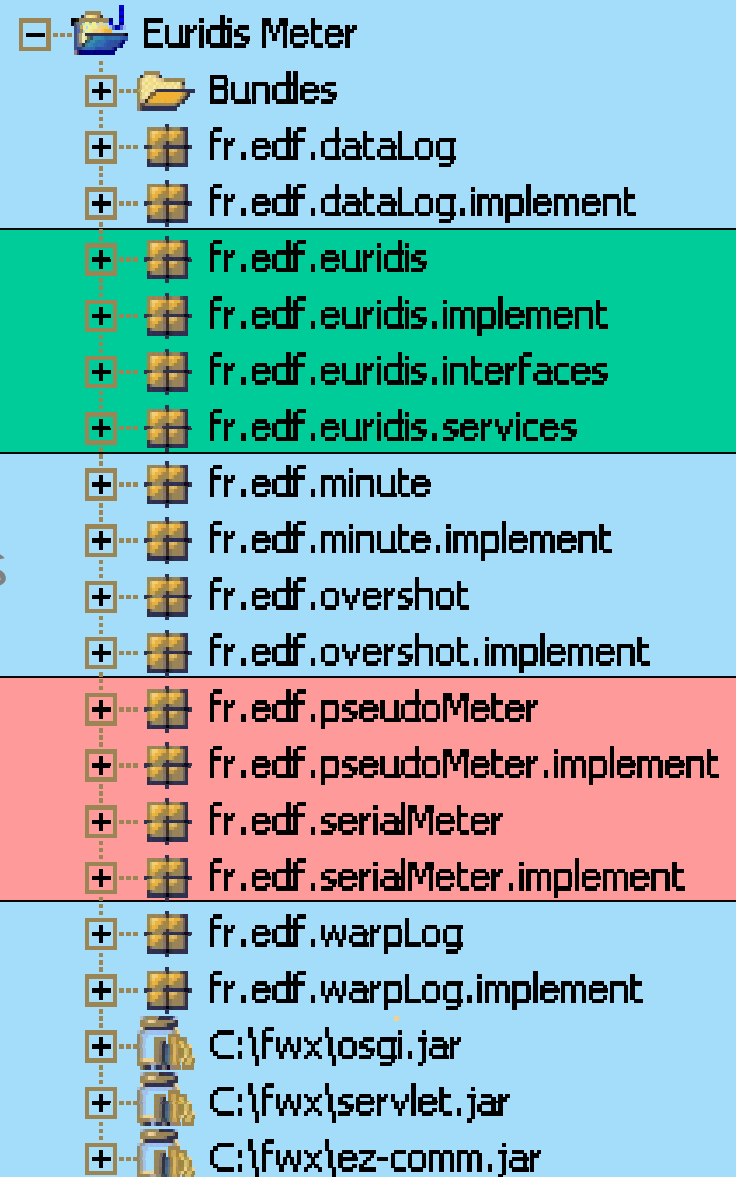 Euridis Meter
Bundles
fr.edf.dataLog
fr.edf.dataLog.implement
fr.edf.euridis
fr.edf.euridis.implement
fr.edf.euridis.interfaces
fr.edf.euridis.services
fr.edf.minute
fr.edf.minute.implement
fr.edf.overshot
fr.edf.overshot.implement
fr.edf.pseudoMeter
fr.edf.pseudoMeter.implement
fr.edf.serialMeter
fr.edf.serialMeter.implement
fr.edf.warpLog
fr.edf.warpLog.implement
C:\fwx\osgi.jar
C:\fwx\servlet.jar
C:\fwx\ez-comm.jar